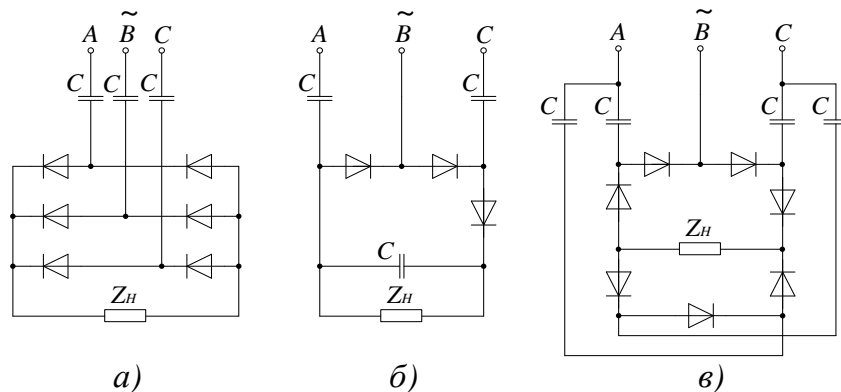 A B̃ C A B̃ C A B̃ C
C C C C C C C C C
C
Z_H
Z_H Z_H
а) б) в)